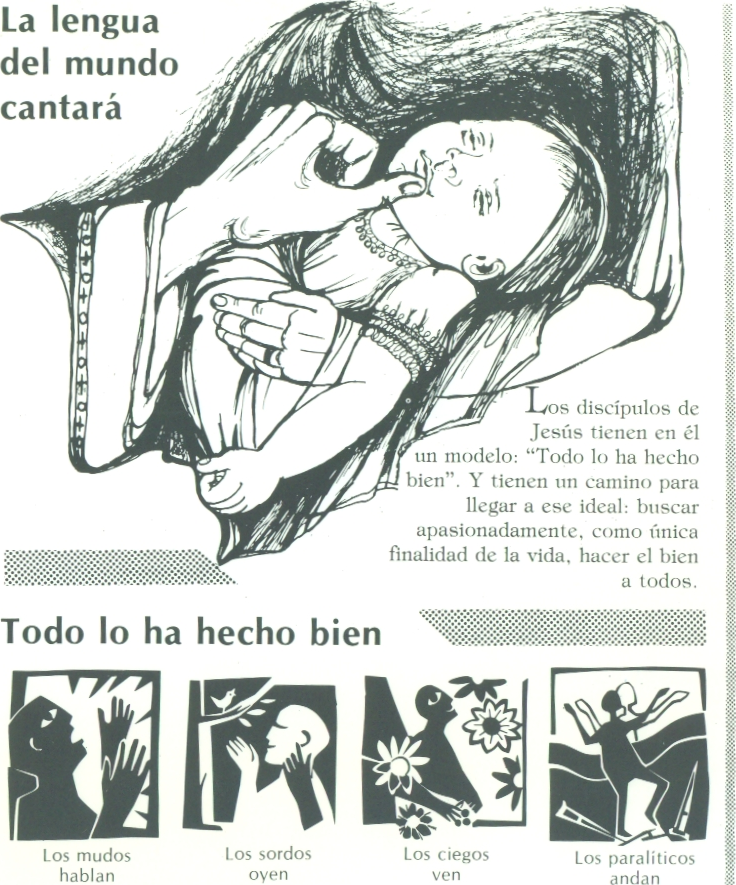 La lengua
del mundo
cantará
Los discípulos de
Jesús tienen en él
un modelo: “Todo lo ha hecho
bien”. Y tienen un camino para
llegar a ese ideal: buscar
apasionadamente, como única
finalidad de la vida, hacer el bien
a todos.
Todo lo ha hecho bien
Los mudos
hablan
Los sordos
oyen
Los ciegos
ven
Los paralíticos
andan